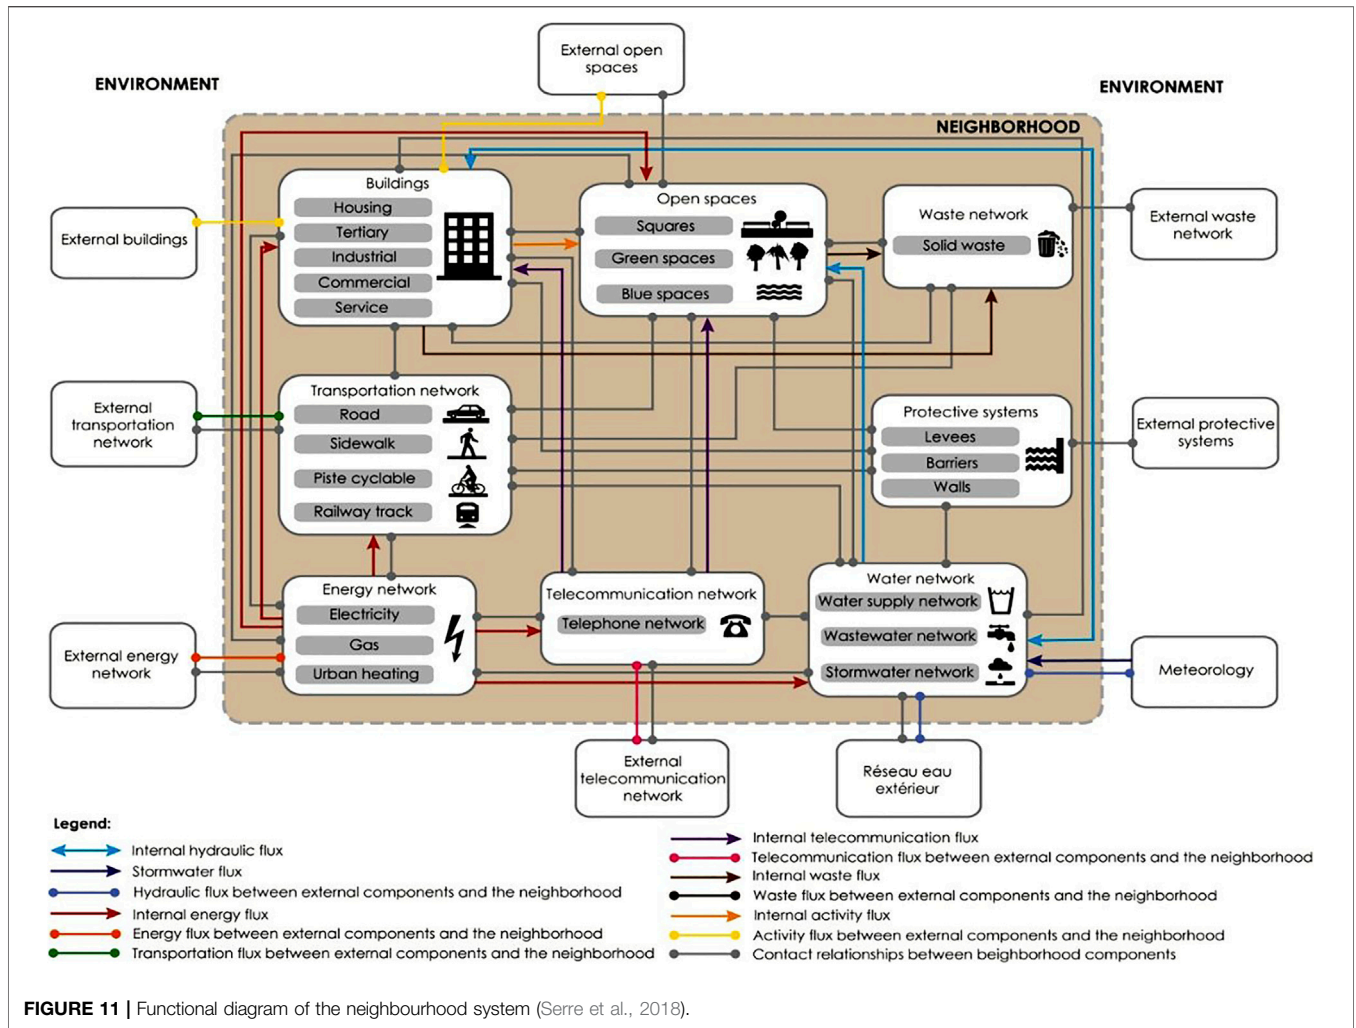 External open
spaces
ENVIRONMENT
ENVIRONMENT
NEIGHBORHOOD
Buildings
Housing
Tertiary
Industrial
Commercial
Service
Open spaces
Squares
Green spaces
Blue spaces
Waste network
Solid waste
External buildings
External waste
network
Transportation network
Road
Sidewalk
Piste cyclable
Railway track
External
transportation
network
Protective systems
Levees
Barriers
Walls
External protective
systems
Energy network
Electricity
Gas
Urban heating
Telecommunication network
Telephone network
Water network
Water supply network
Wastewater network
Stormwater network
External energy
network
Meteorology
External
telecommunication
network
Réseau eau
extérieur
Legend:
Internal hydraulic flux
Stormwater flux
Hydraulic flux between external components and the neighborhood
Internal energy flux
Energy flux between external components and the neighborhood
Transportation flux between external components and the neighborhood
Internal telecommunication flux
Telecommunication flux between external components and the neighborhood
Internal waste flux
Waste flux between external components and the neighborhood
Internal activity flux
Activity flux between external components and the neighborhood
Contact relationships between beighborhood components
FIGURE 11 | Functional diagram of the neighbourhood system (Serre et al., 2018).